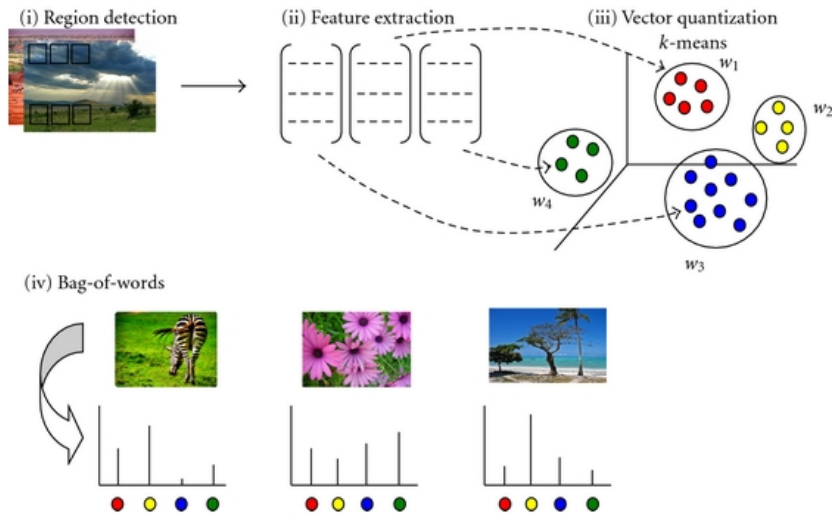 (i) Region detection
(ii) Feature extraction
(iii) Vector quantization
k-means
w1
w2
w4
w3
(iv) Bag-of-words